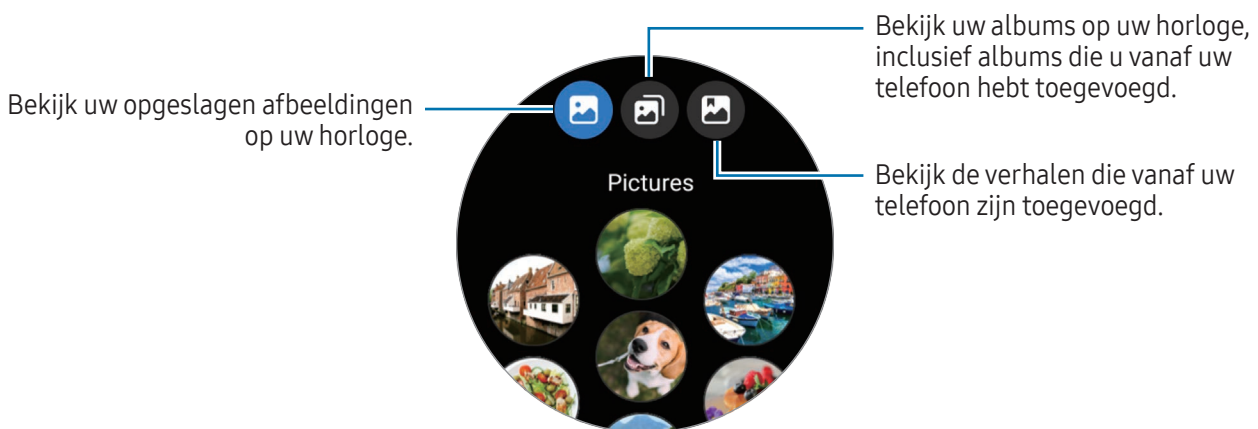 Bekijk uw opgeslagen afbeeldingen
op uw horloge.
Bekijk uw albums op uw horloge,
inclusief albums die u vanaf uw
telefoon hebt toegevoegd.
Bekijk de verhalen die vanaf uw
telefoon zijn toegevoegd.
Pictures